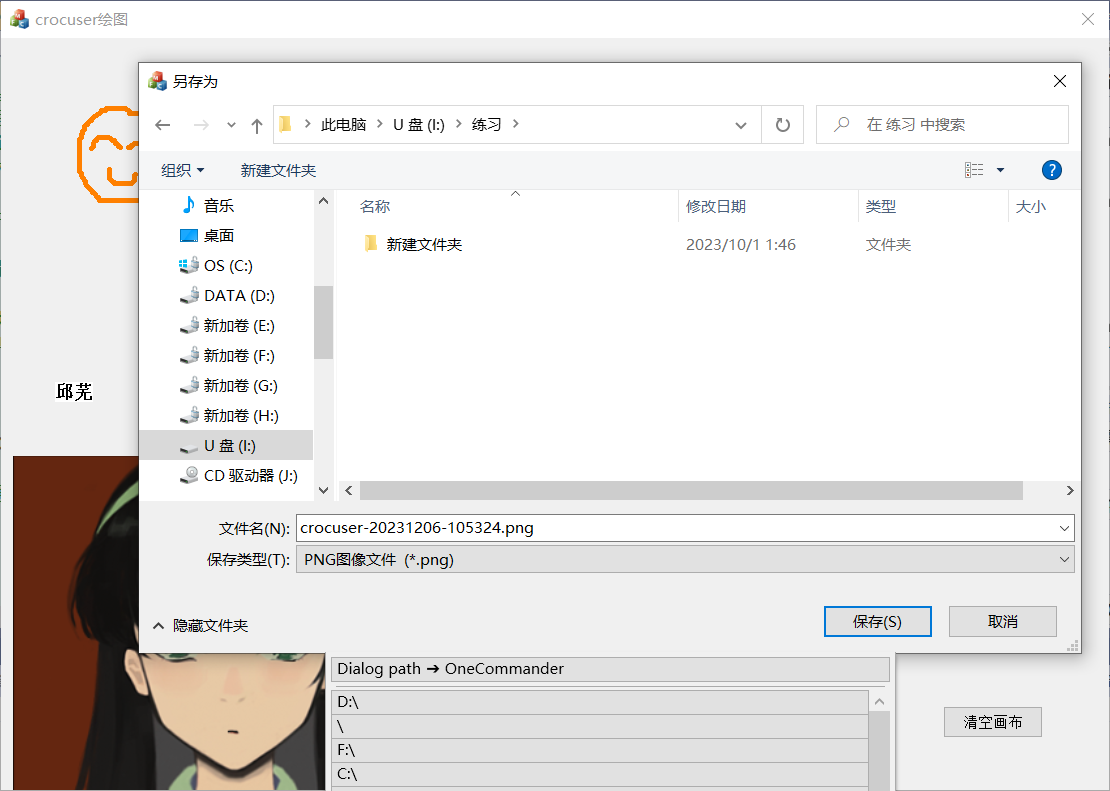 crocuser绘图
另存为
此电脑 U 盘 (I:) 练习
在 练习 中搜索
组织 新建文件夹
?
音乐
桌面
OS (C:)
DATA (D:)
新加卷 (E:)
新加卷 (F:)
新加卷 (G:)
新加卷 (H:)
U 盘 (I:)
CD 驱动器 (J:)
名称 修改日期 类型 大小
新建文件夹 2023/10/1 1:46 文件夹
邱芜
文件名(N): crocuser-20231206-105324.png
保存类型(T): PNG图像文件 (*.png)
隐藏文件夹
保存(S) 取消
Dialog path ➔ OneCommander
D:\
\
F:\
C:\
清空画布